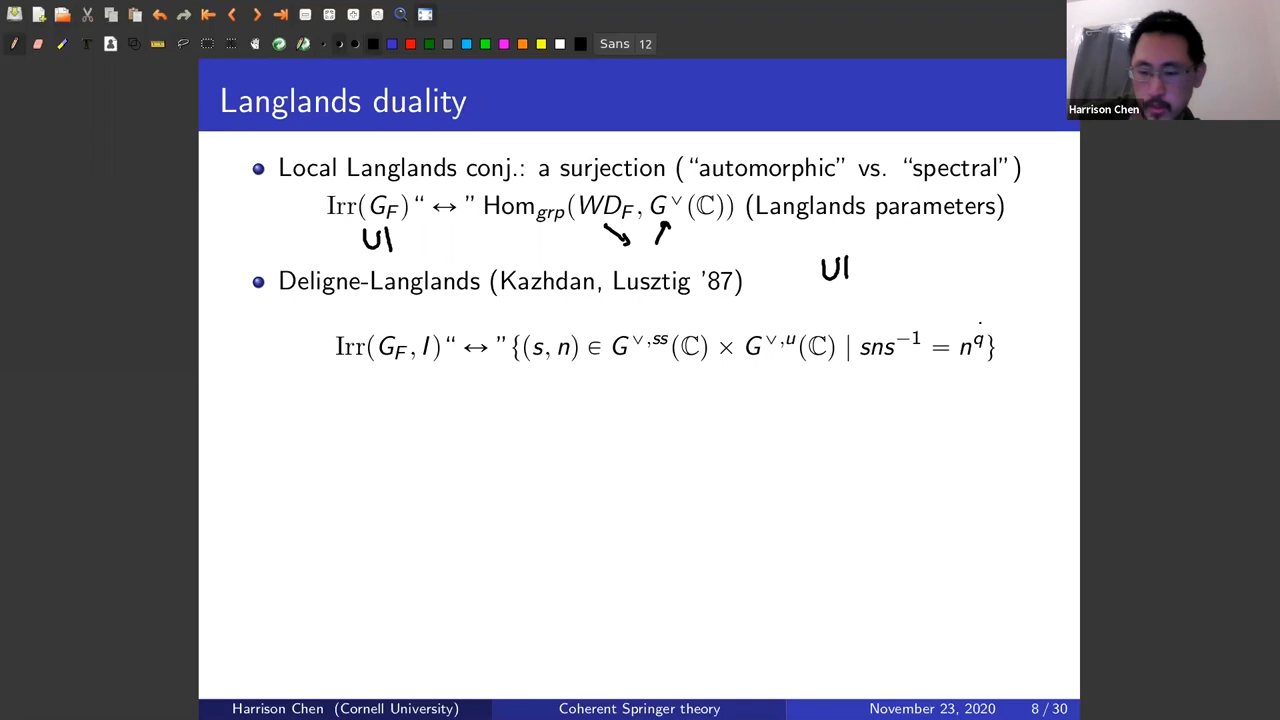 Sans 12
Harrison Chen
Langlands duality
Local Langlands conj.: a surjection (“automorphic” vs. “spectral”)
Irr(G_F) “ ↔ ” Hom_{grp}(WD_F, G^∨(ℂ)) (Langlands parameters)
U|
U|
Deligne-Langlands (Kazhdan, Lusztig '87)
Irr(G_F, I) “ ↔ ” {(s, n) ∈ G^{∨,ss}(ℂ) × G^{∨,u}(ℂ) | sns^{−1} = n^q}
Harrison Chen (Cornell University) Coherent Springer theory November 23, 2020 8 / 30